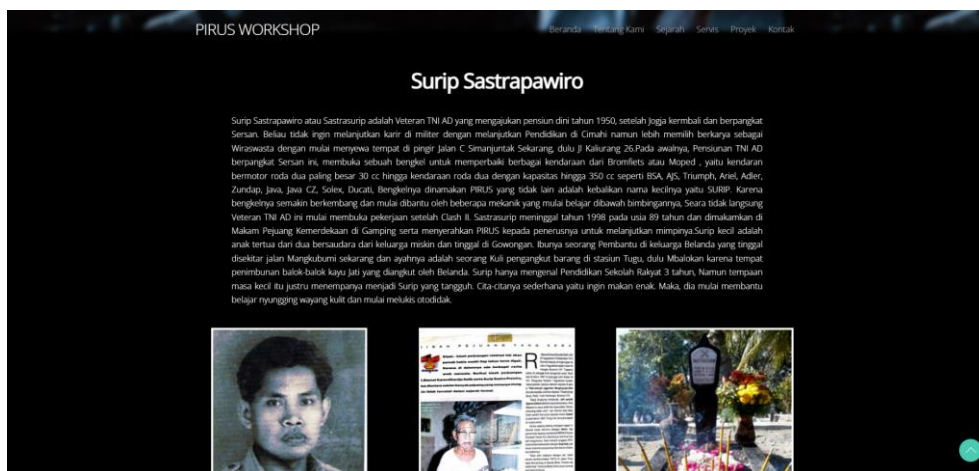 PIRUS WORKSHOP
Beranda Tentang Kami Sejarah Servis Proyek Kontak
Surip Sastrapawiro
Surip Sastrapawiro atau Sastrasurip adalah Veteran TNI AD yang mengajukan pensiun dini tahun 1950, setelah Jogja kermbali dan berpangkat
Sersan. Beliau tidak ingin melanjutkan karir di militer dengan melanjutkan Pendidikan di Cimahi namun lebih memilih berkarya sebagai
Wiraswasta dengan mulai menyewa tempat di pingir Jalan C Simanjuntak Sekarang, dulu Jl Kaliurang 26.Pada awalnya, Pensiunan TNI AD
berpangkat Sersan ini, membuka sebuah bengkel untuk memperbaiki berbagai kendaraan dari Bromfiets atau Moped , yaitu kendaran
bermotor roda dua paling besar 30 cc hingga kendaraan roda dua dengan kapasitas hingga 350 cc seperti BSA, AJS, Triumph, Ariel, Adler,
Zundap, Java, Java CZ, Solex, Ducati, Bengkelnya dinamakan PIRUS yang tidak lain adalah kebalikan nama kecilnya yaitu SURIP. Karena
bengkelnya semakin berkembang dan mulai dibantu oleh beberapa mekanik yang mulai belajar dibawah bimbingannya, Seara tidak langsung
Veteran TNI AD ini mulai membuka pekerjaan setelah Clash II. Sastrasurip meninggal tahun 1998 pada usia 89 tahun dan dimakamkan di
Makam Pejuang Kemerdekaan di Gamping serta menyerahkan PIRUS kepada penerusnya untuk melanjutkan mimpinya.Surip kecil adalah
anak tertua dari dua bersaudara dari keluarga miskin dan tinggal di Gowongan. Ibunya seorang Pembantu di keluarga Belanda yang tinggal
disekitar jalan Mangkubumi sekarang dan ayahnya adalah seorang Kuli pengangkut barang di stasiun Tugu, dulu Mbalokan karena tempat
penimbunan balok-balok kayu Jati yang diangkut oleh Belanda. Surip hanya mengenal Pendidikan Sekolah Rakyat 3 tahun, Namun tempaan
masa kecil itu justru menempanya menjadi Surip yang tangguh. Cita-citanya sederhana yaitu ingin makan enak. Maka, dia mulai membantu
belajar nyungging wayang kulit dan mulai melukis otodidak.